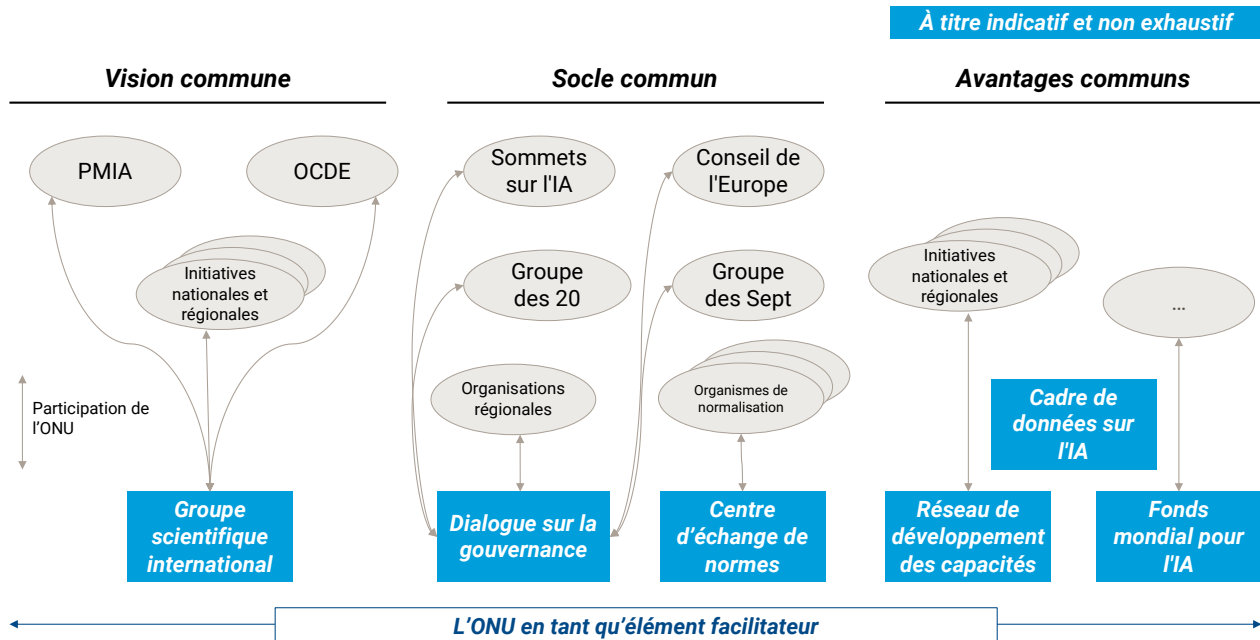 À titre indicatif et non exhaustif
Vision commune
Socle commun
Avantages communs
PMIA
OCDE
Sommets
sur l'IA
Conseil de
l'Europe
Initiatives
nationales et
régionales
Groupe
des 20
Groupe
des Sept
Initiatives
nationales et
régionales
...
Participation de
l’ONU
Organisations
régionales
Organismes de
normalisation
Cadre de
données sur
l'IA
Groupe
scientifique
international
Dialogue sur la
gouvernance
Centre
d’échange de
normes
Réseau de
développement
des capacités
Fonds
mondial pour
l'IA
L’ONU en tant qu’élément facilitateur